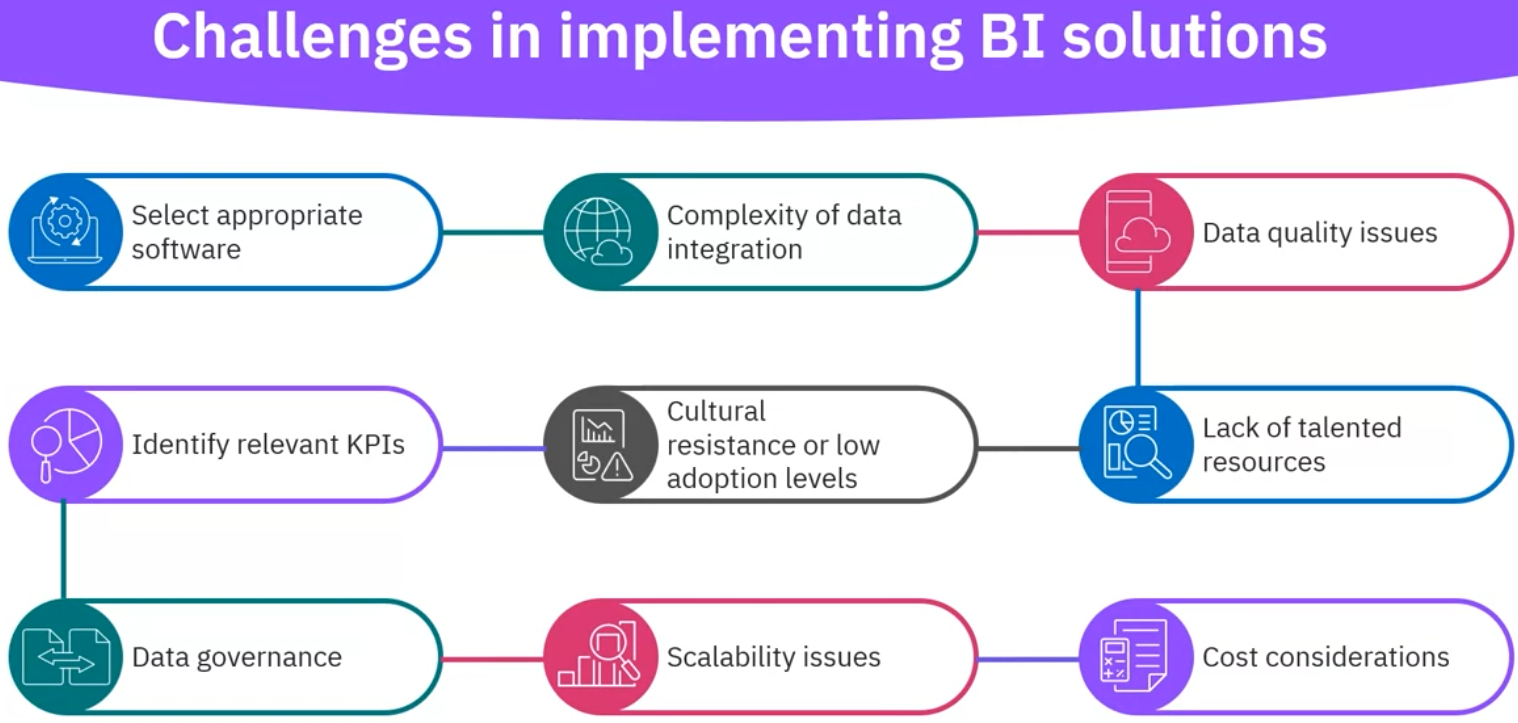 Challenges in implementing BI solutions
Select appropriate
software
Complexity of data
integration
Data quality issues
Identify relevant KPIs
Cultural
resistance or low
adoption levels
Lack of talented
resources
Data governance
Scalability issues
Cost considerations